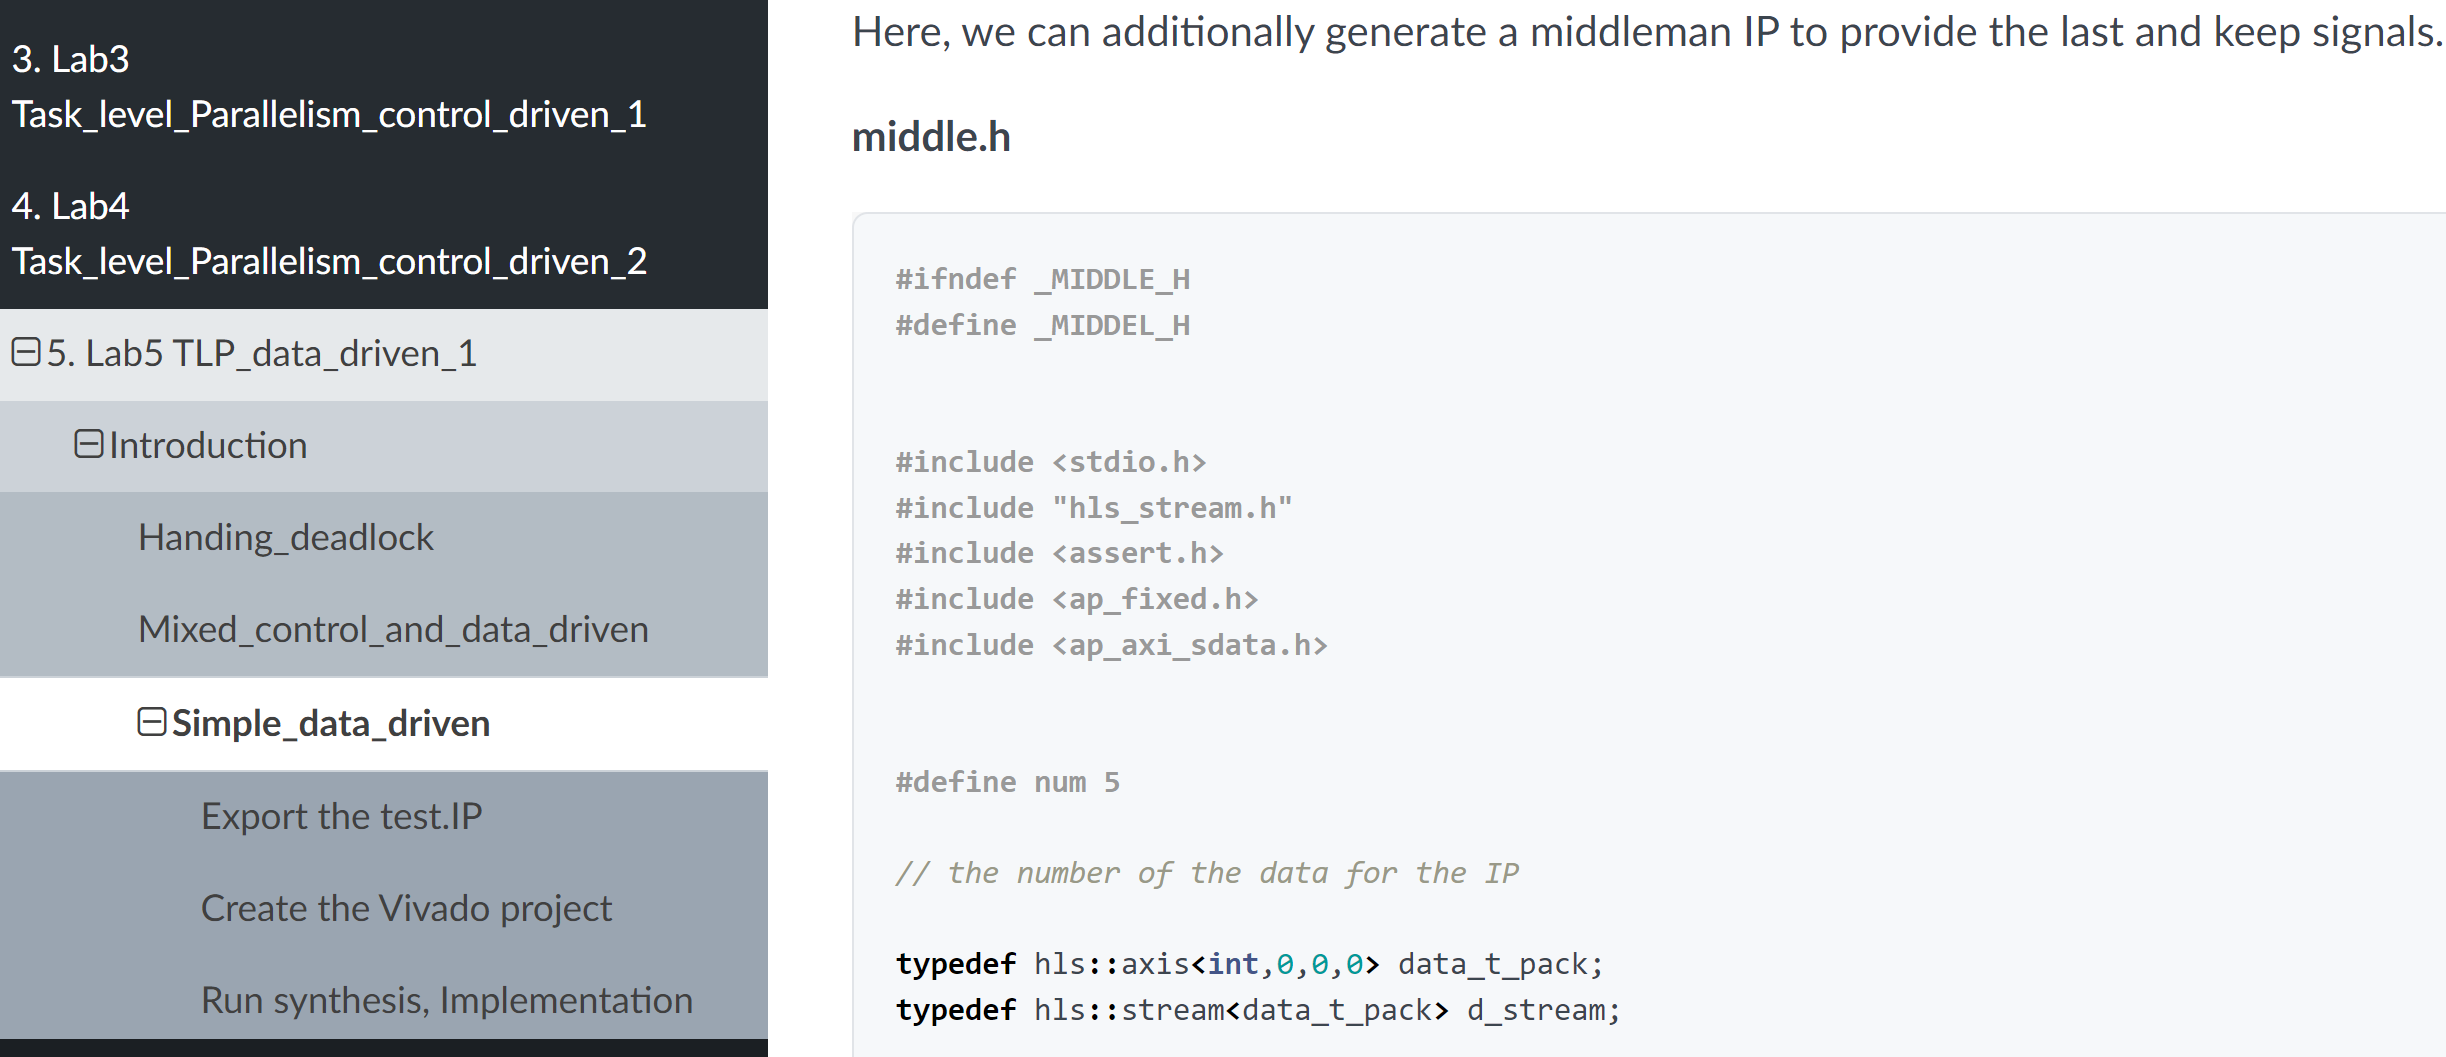 3. Lab3
Task_level_Parallelism_control_driven_1
4. Lab4
Task_level_Parallelism_control_driven_2
5. Lab5 TLP_data_driven_1
Introduction
Handing_deadlock
Mixed_control_and_data_driven
Simple_data_driven
Export the test.IP
Create the Vivado project
Run synthesis, Implementation
Here, we can additionally generate a middleman IP to provide the last and keep signals.
middle.h
#ifndef _MIDDLE_H
#define _MIDDEL_H
#include <stdio.h>
#include "hls_stream.h"
#include <assert.h>
#include <ap_fixed.h>
#include <ap_axi_sdata.h>
#define num 5
// the number of the data for the IP
typedef hls::axis<int,0,0,0> data_t_pack;
typedef hls::stream<data_t_pack> d_stream;